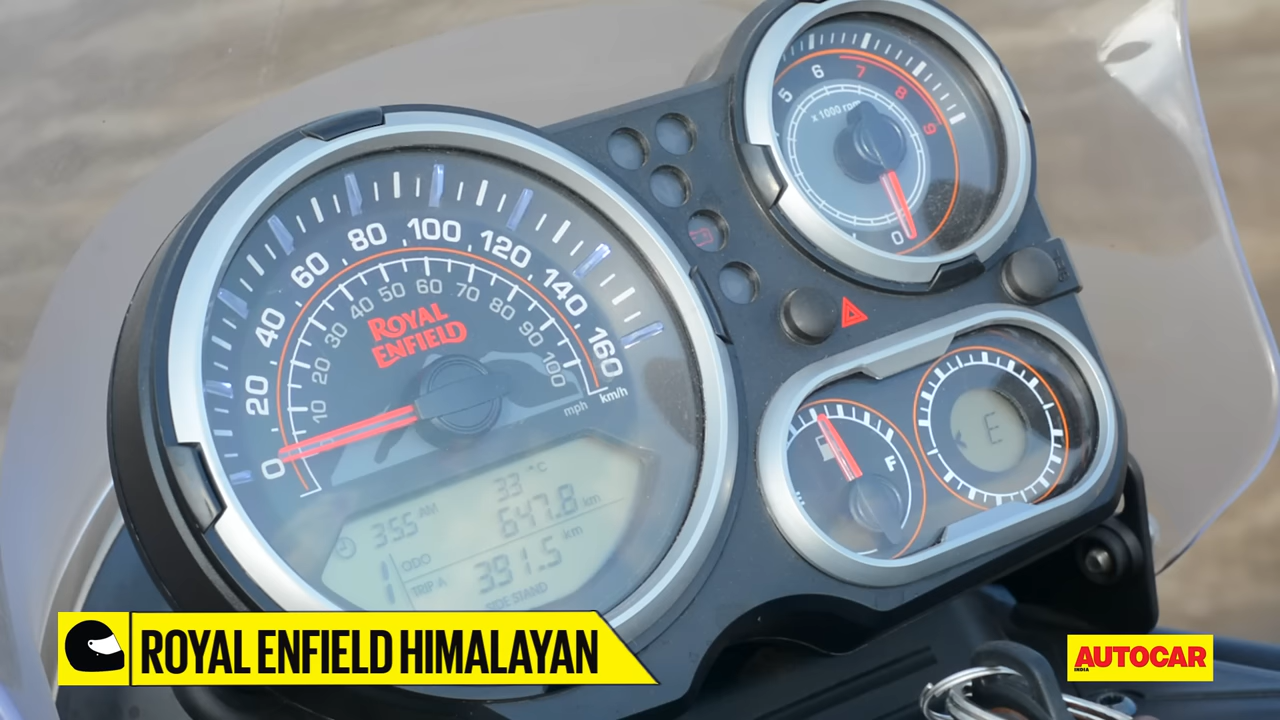 5 6 7 8 9
x 1000 rpm
0
0 20 40 60 80 100 120 140 160
km/h
0 10 20 30 40 50 60 70 80 90 100
mph
ROYAL
ENFIELD
F
E
E
33 °C
3:55 AM
ODO 647.8 km
1
TRIP A 391.5 km
SIDE STAND
ROYAL ENFIELD HIMALAYAN
AUTOCAR
INDIA